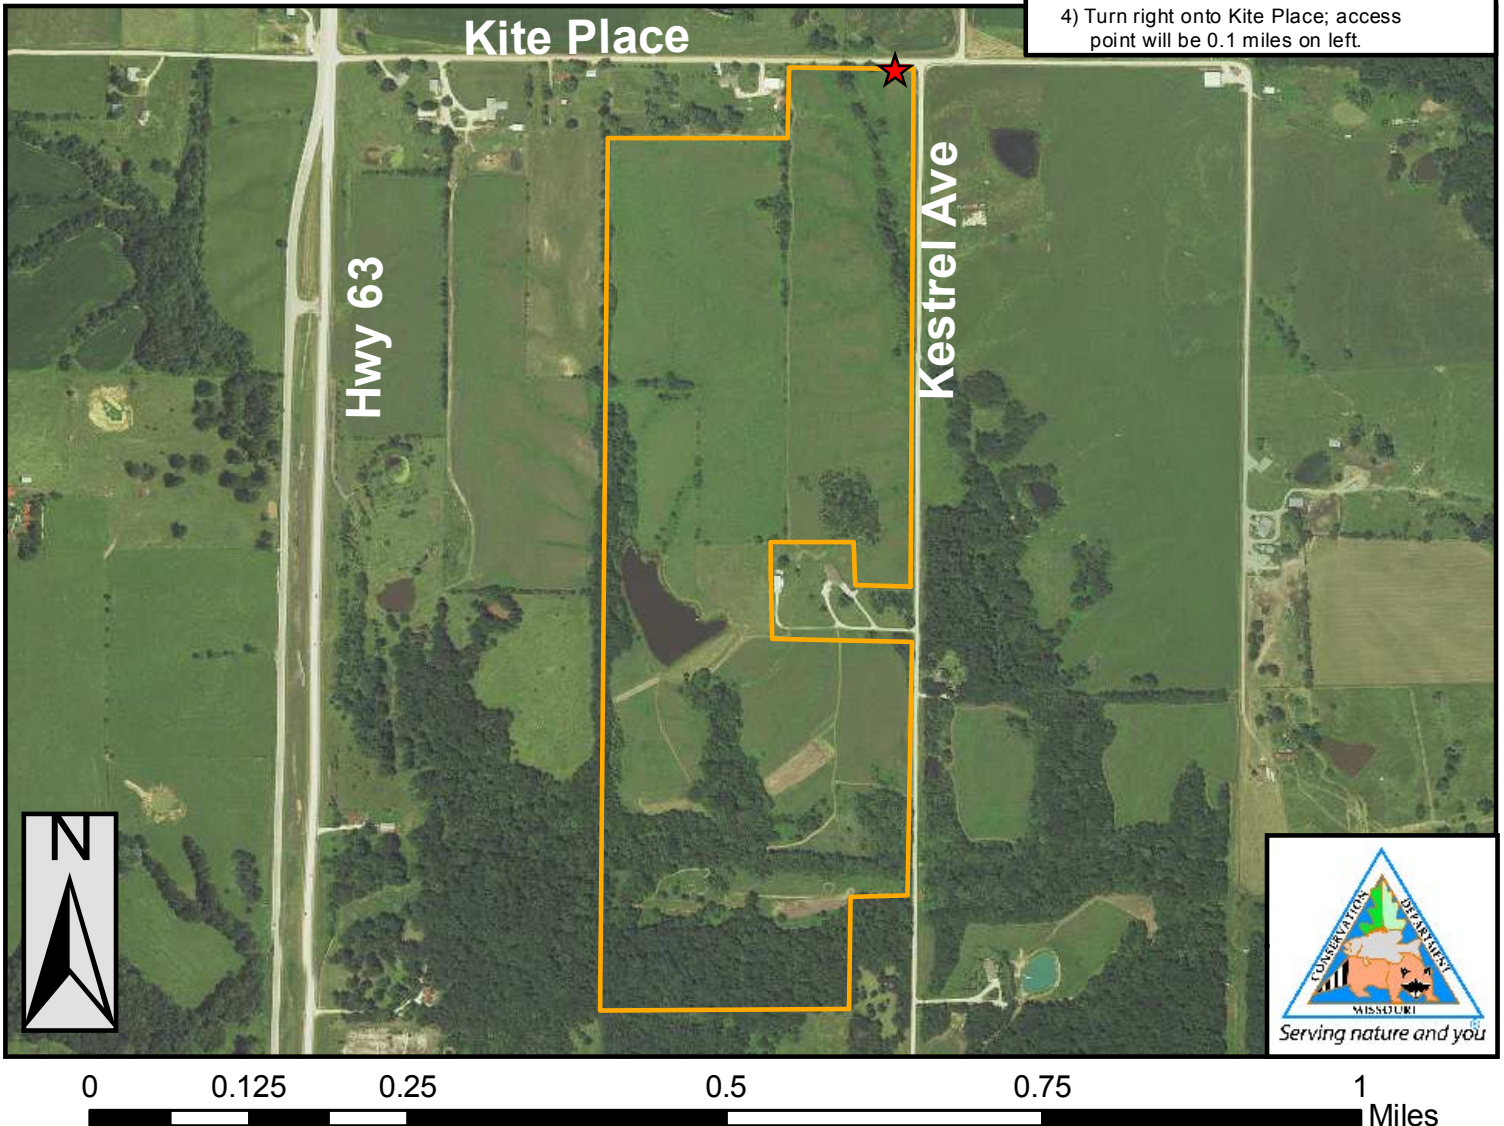 4) Turn right onto Kite Place; access
point will be 0.1 miles on left.
Kite Place
Kestrel Ave
Hwy 63
N
CONSERVATION
DEPARTMENT
MISSOURI
®
Serving nature and you
0 0.125 0.25 0.5 0.75 1
Miles